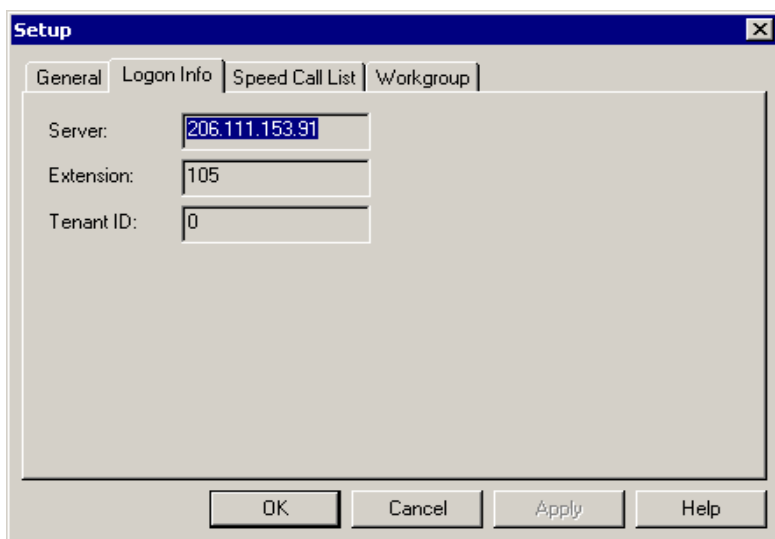 Setup
General Logon Info Speed Call List Workgroup
Server: 206.111.153.91
Extension: 105
Tenant ID: 0
OK Cancel Apply Help